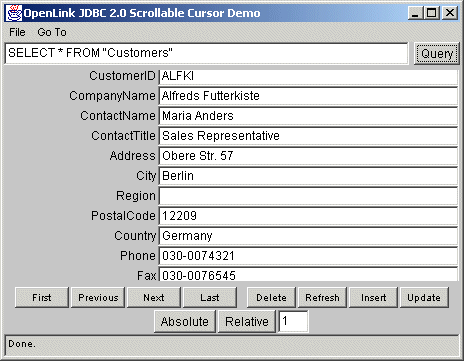 OpenLink JDBC 2.0 Scrollable Cursor Demo
File Go To
SELECT * FROM "Customers" Query
CustomerID ALFKI
CompanyName Alfreds Futterkiste
ContactName Maria Anders
ContactTitle Sales Representative
Address Obere Str. 57
City Berlin
Region
PostalCode 12209
Country Germany
Phone 030-0074321
Fax 030-0076545
First Previous Next Last Delete Refresh Insert Update
Absolute Relative 1
Done.